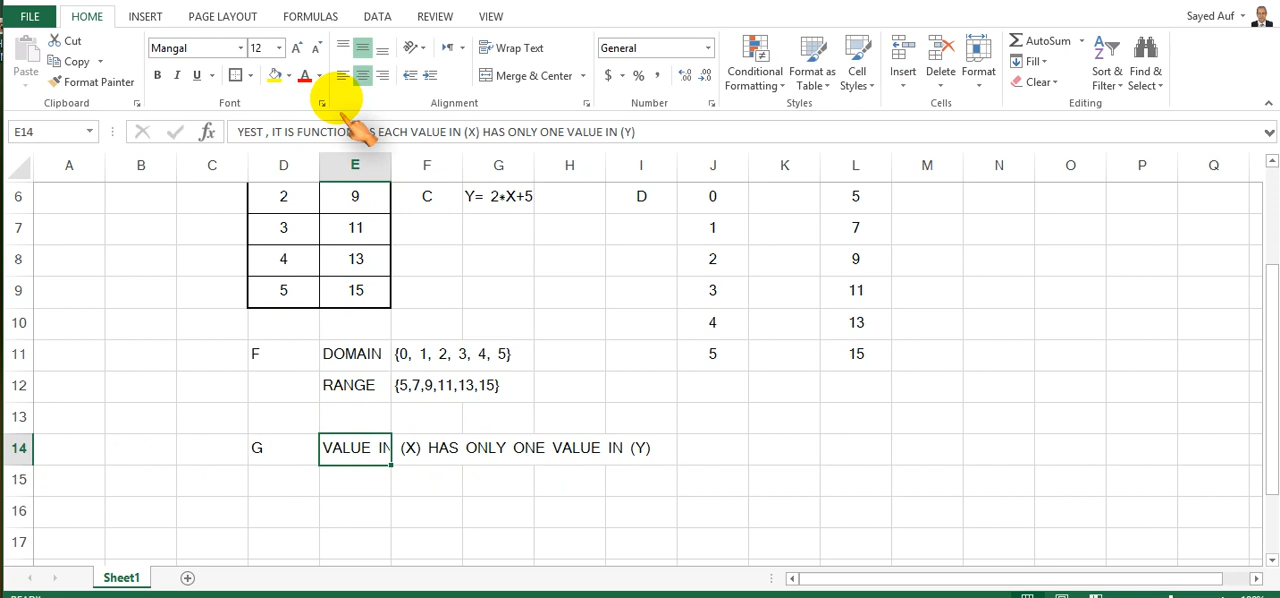 FILE HOME INSERT PAGE LAYOUT FORMULAS DATA REVIEW VIEW Sayed Auf
Cut
Copy
Format Painter
Paste
Clipboard
Mangal 12
B I U
Font
Wrap Text
Merge & Center
Alignment
General
$ % ,
Number
Conditional Formatting
Format as Table
Cell Styles
Styles
Insert Delete Format
Cells
AutoSum
Fill
Clear
Sort & Filter
Find & Select
Editing
E14 fx YEST , IT IS FUNCTION EACH VALUE IN (X) HAS ONLY ONE VALUE IN (Y)
A B C D E F G H I J K L M N O P Q
6 2 9 C Y= 2*X+5 D 0 5
7 3 11 1 7
8 4 13 2 9
9 5 15 3 11
10 4 13
11 F DOMAIN {0, 1, 2, 3, 4, 5} 5 15
12 RANGE {5,7,9,11,13,15}
13
14 G VALUE IN (X) HAS ONLY ONE VALUE IN (Y)
15
16
17
Sheet1